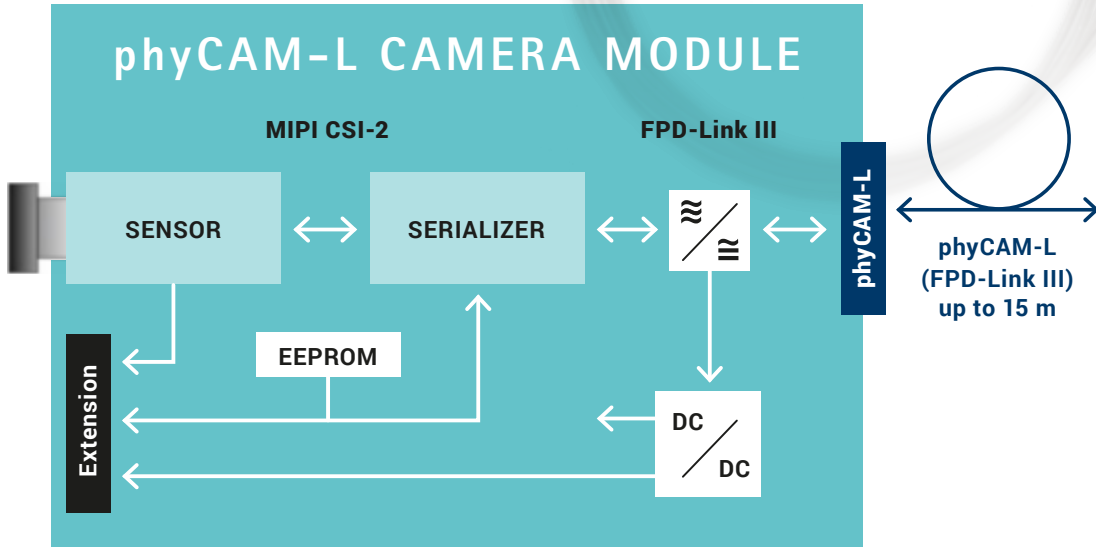 phyCAM-L CAMERA MODULE
MIPI CSI-2
FPD-Link III
SENSOR
SERIALIZER
≋
≅
phyCAM-L
phyCAM-L
(FPD-Link III)
up to 15 m
EEPROM
Extension
DC
DC